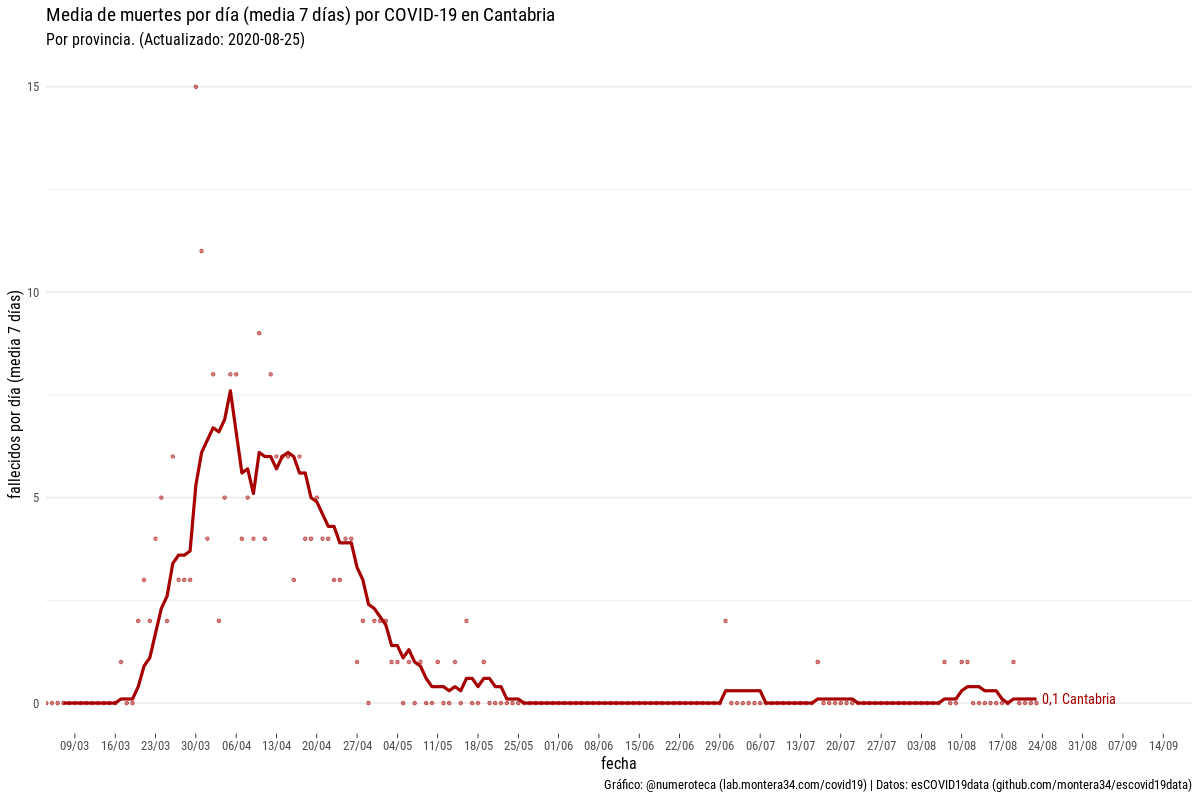 Media de muertes por día (media 7 días) por COVID-19 en Cantabria
Por provincia. (Actualizado: 2020-08-25)
fallecidos por día (media 7 días)
15
10
5
0
0,1 Cantabria
09/03 16/03 23/03 30/03 06/04 13/04 20/04 27/04 04/05 11/05 18/05 25/05 01/06 08/06 15/06 22/06 29/06 06/07 13/07 20/07 27/07 03/08 10/08 17/08 24/08 31/08 07/09 14/09
fecha
Gráfico: @numeroteca (lab.montera34.com/covid19) | Datos: esCOVID19data (github.com/montera34/escovid19data)